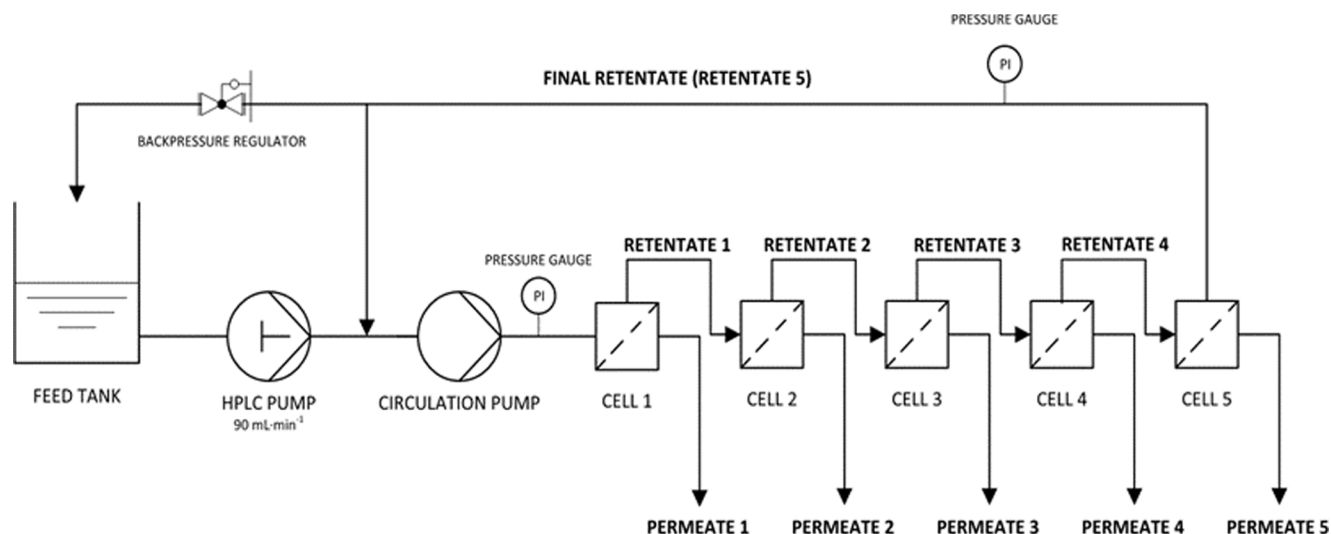 PRESSURE GAUGE
PI
FINAL RETENTATE (RETENTATE 5)
BACKPRESSURE REGULATOR
RETENTATE 1
RETENTATE 2
RETENTATE 3
RETENTATE 4
PRESSURE GAUGE
PI
FEED TANK
HPLC PUMP
90 mL·min⁻¹
CIRCULATION PUMP
CELL 1
CELL 2
CELL 3
CELL 4
CELL 5
PERMEATE 1
PERMEATE 2
PERMEATE 3
PERMEATE 4
PERMEATE 5